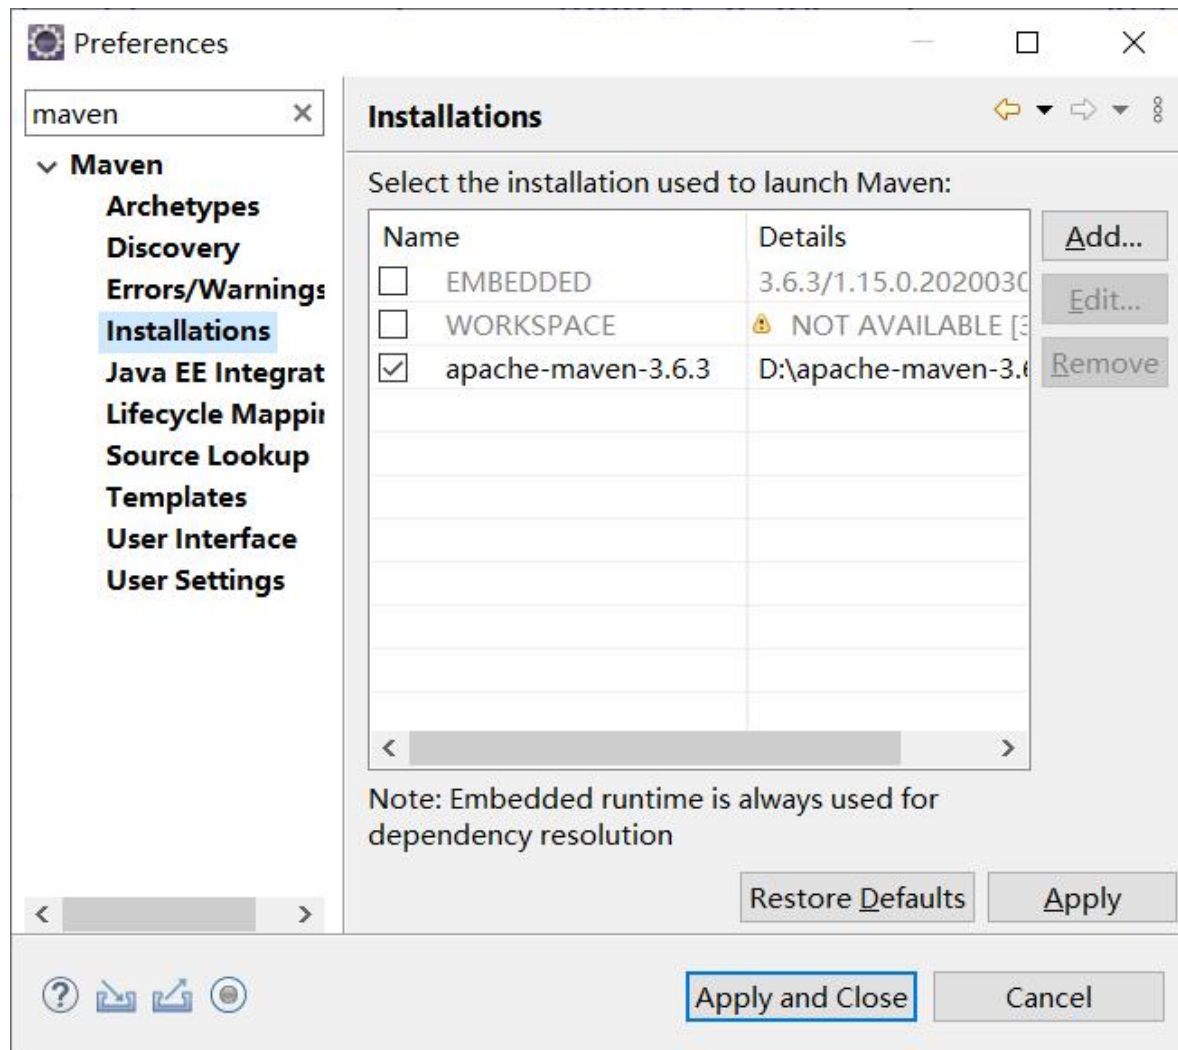 Preferences
maven
Installations
Maven
Archetypes
Discovery
Errors/Warnings
Installations
Java EE Integrat
Lifecycle Mappin
Source Lookup
Templates
User Interface
User Settings
Select the installation used to launch Maven:
Name Details
EMBEDDED 3.6.3/1.15.0.2020030
WORKSPACE NOT AVAILABLE [3
apache-maven-3.6.3 D:\apache-maven-3.6
Add...
Edit...
Remove
Note: Embedded runtime is always used for
dependency resolution
Restore Defaults Apply
Apply and Close Cancel